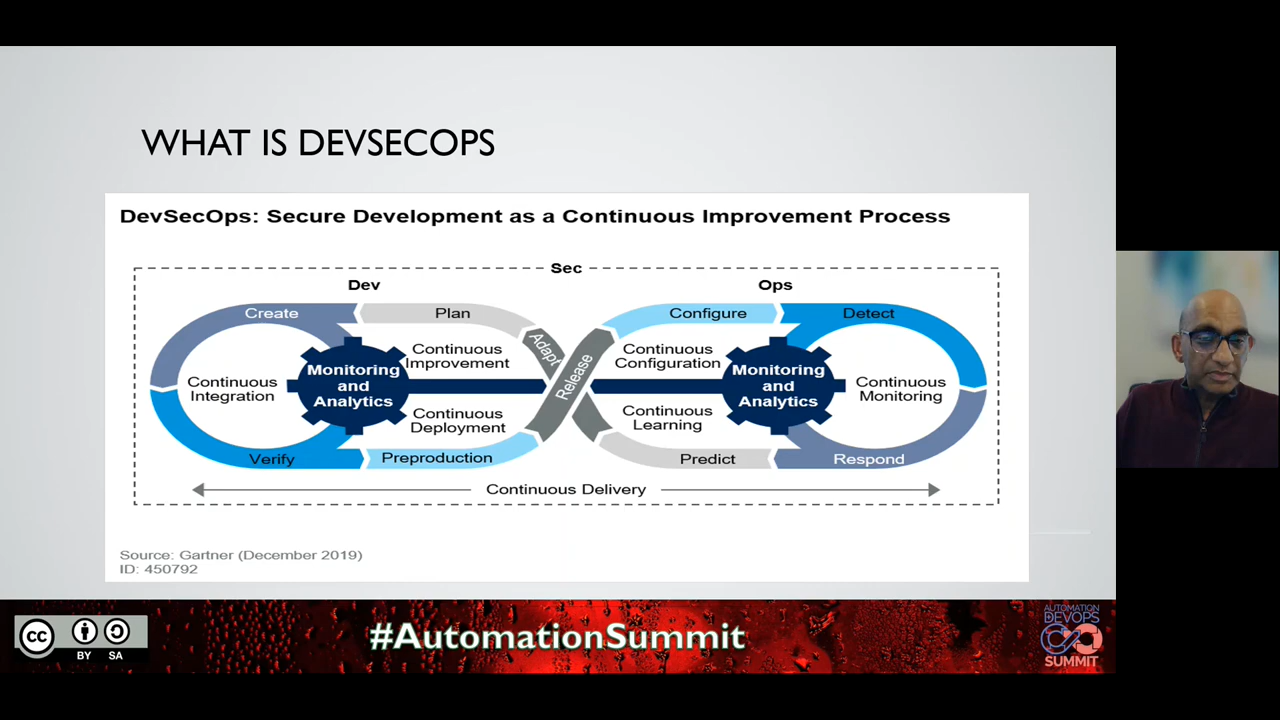 WHAT IS DEVSECOPS
DevSecOps: Secure Development as a Continuous Improvement Process
Sec
Dev
Ops
Create
Plan
Adapt
Release
Configure
Detect
Continuous
Integration
Monitoring
and
Analytics
Continuous
Improvement
Continuous
Deployment
Continuous
Configuration
Continuous
Learning
Monitoring
and
Analytics
Continuous
Monitoring
Verify
Preproduction
Predict
Respond
Continuous Delivery
Source: Gartner (December 2019)
ID: 450792
cc
BY SA
#AutomationSummit
AUTOMATION
DEVOPS
SUMMIT